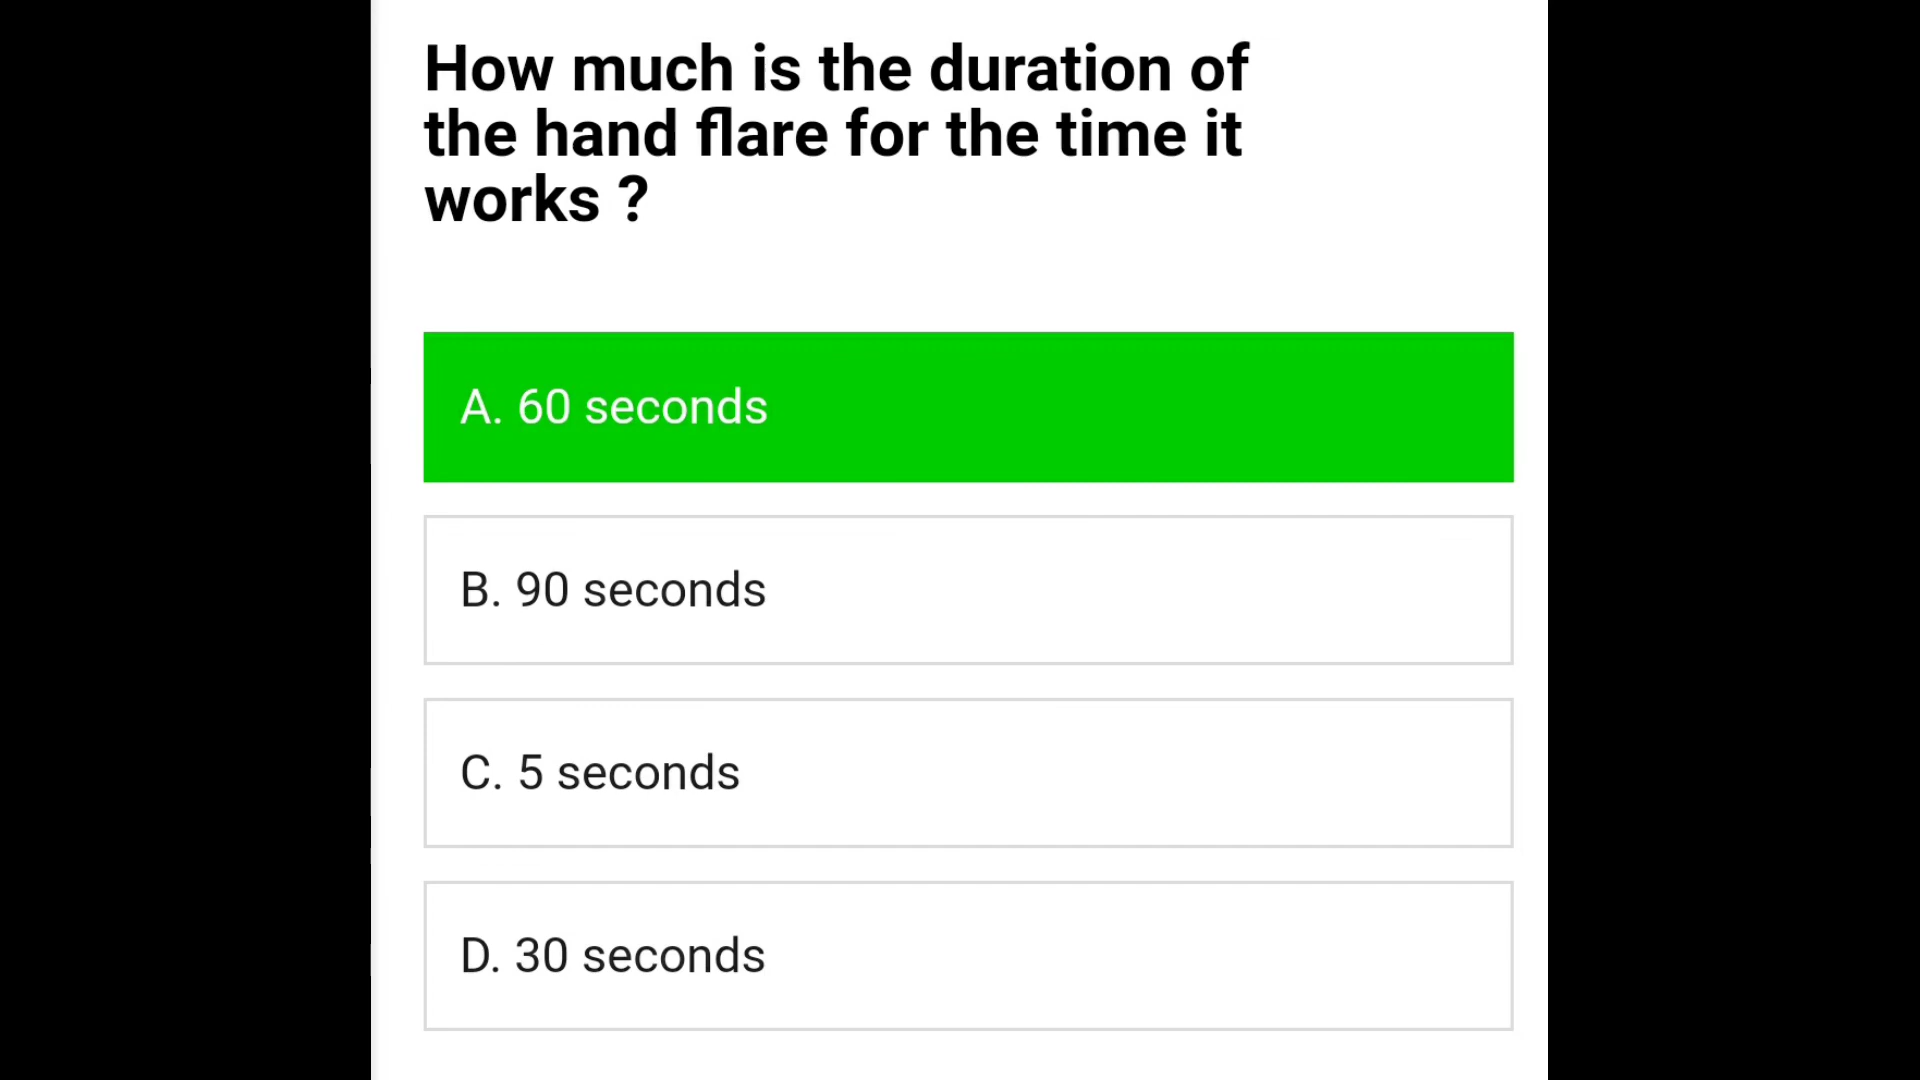 How much is the duration of
the hand flare for the time it
works ?
A. 60 seconds
B. 90 seconds
C. 5 seconds
D. 30 seconds